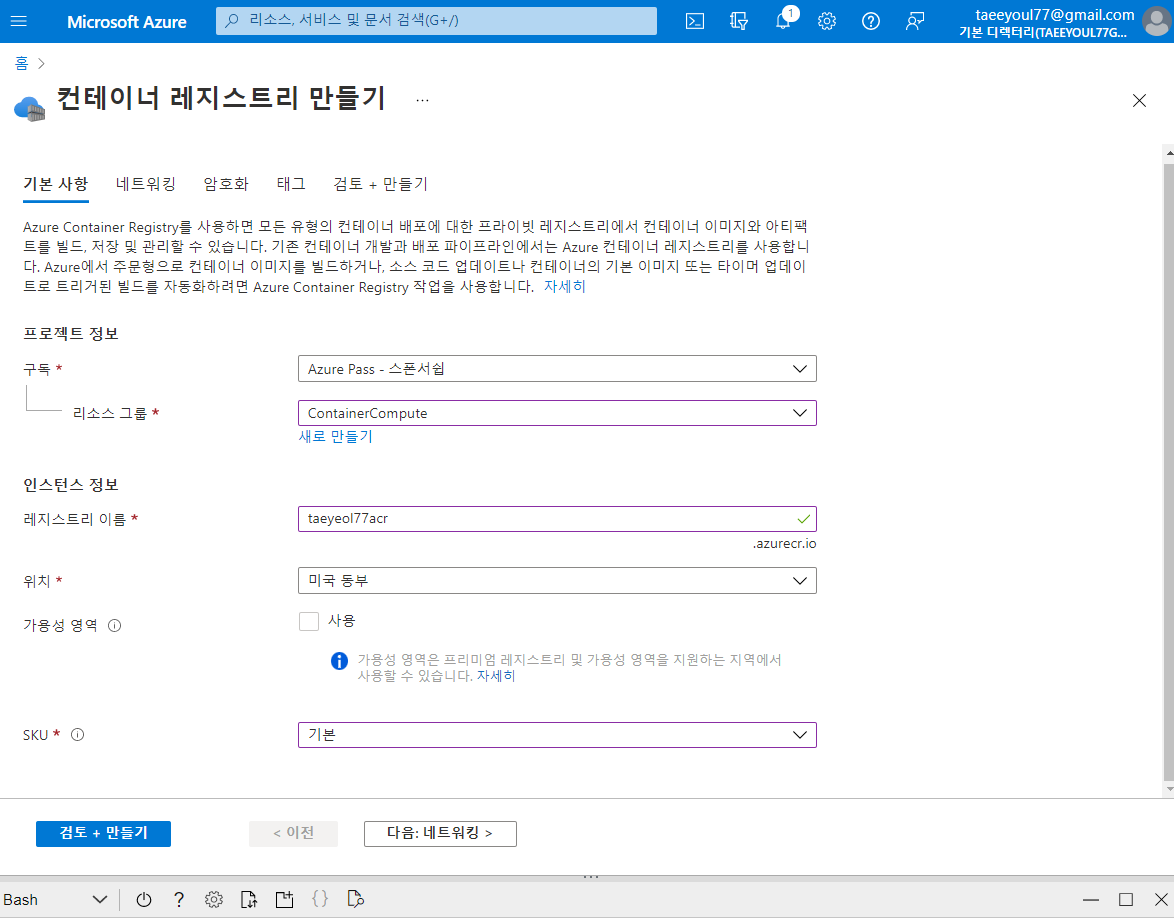 Microsoft Azure
리소스, 서비스 및 문서 검색(G+/)
1
taeeyoul77@gmail.com
기본 디렉터리(TAEEYOUL77G...
홈 >
컨테이너 레지스트리 만들기 ...
기본 사항 네트워킹 암호화 태그 검토 + 만들기
Azure Container Registry를 사용하면 모든 유형의 컨테이너 배포에 대한 프라이빗 레지스트리에서 컨테이너 이미지와 아티팩
트를 빌드, 저장 및 관리할 수 있습니다. 기존 컨테이너 개발과 배포 파이프라인에서는 Azure 컨테이너 레지스트리를 사용합니
다. Azure에서 주문형으로 컨테이너 이미지를 빌드하거나, 소스 코드 업데이트나 컨테이너의 기본 이미지 또는 타이머 업데이
트로 트리거된 빌드를 자동화하려면 Azure Container Registry 작업을 사용합니다. 자세히
프로젝트 정보
구독 *
Azure Pass - 스폰서쉽
리소스 그룹 *
ContainerCompute
새로 만들기
인스턴스 정보
레지스트리 이름 *
taeyeol77acr
.azurecr.io
위치 *
미국 동부
가용성 영역
사용
가용성 영역은 프리미엄 레지스트리 및 가용성 영역을 지원하는 지역에서
사용할 수 있습니다. 자세히
SKU *
기본
검토 + 만들기
< 이전
다음: 네트워킹 >
Bash